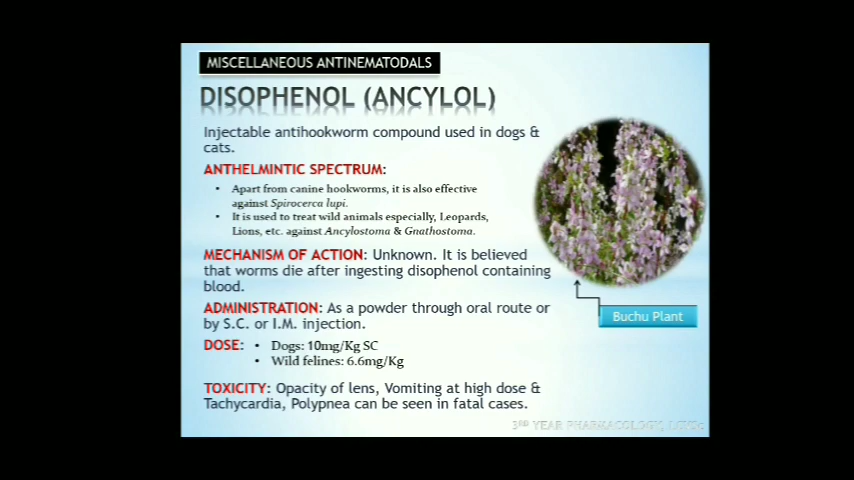 MISCELLANEOUS ANTINEMATODALS
DISOPHENOL (ANCYLOL)
Injectable antihookworm compound used in dogs &
cats.
ANTHELMINTIC SPECTRUM:
• Apart from canine hookworms, it is also effective
against Spirocerca lupi.
• It is used to treat wild animals especially, Leopards,
Lions, etc. against Ancylostoma & Gnathostoma.
MECHANISM OF ACTION: Unknown. It is believed
that worms die after ingesting disophenol containing
blood.
ADMINISTRATION: As a powder through oral route or
by S.C. or I.M. injection.
DOSE: • Dogs: 10mg/Kg SC
• Wild felines: 6.6mg/Kg
TOXICITY: Opacity of lens, Vomiting at high dose &
Tachycardia, Polypnea can be seen in fatal cases.
Buchu Plant
3RD YEAR PHARMACOLOGY,